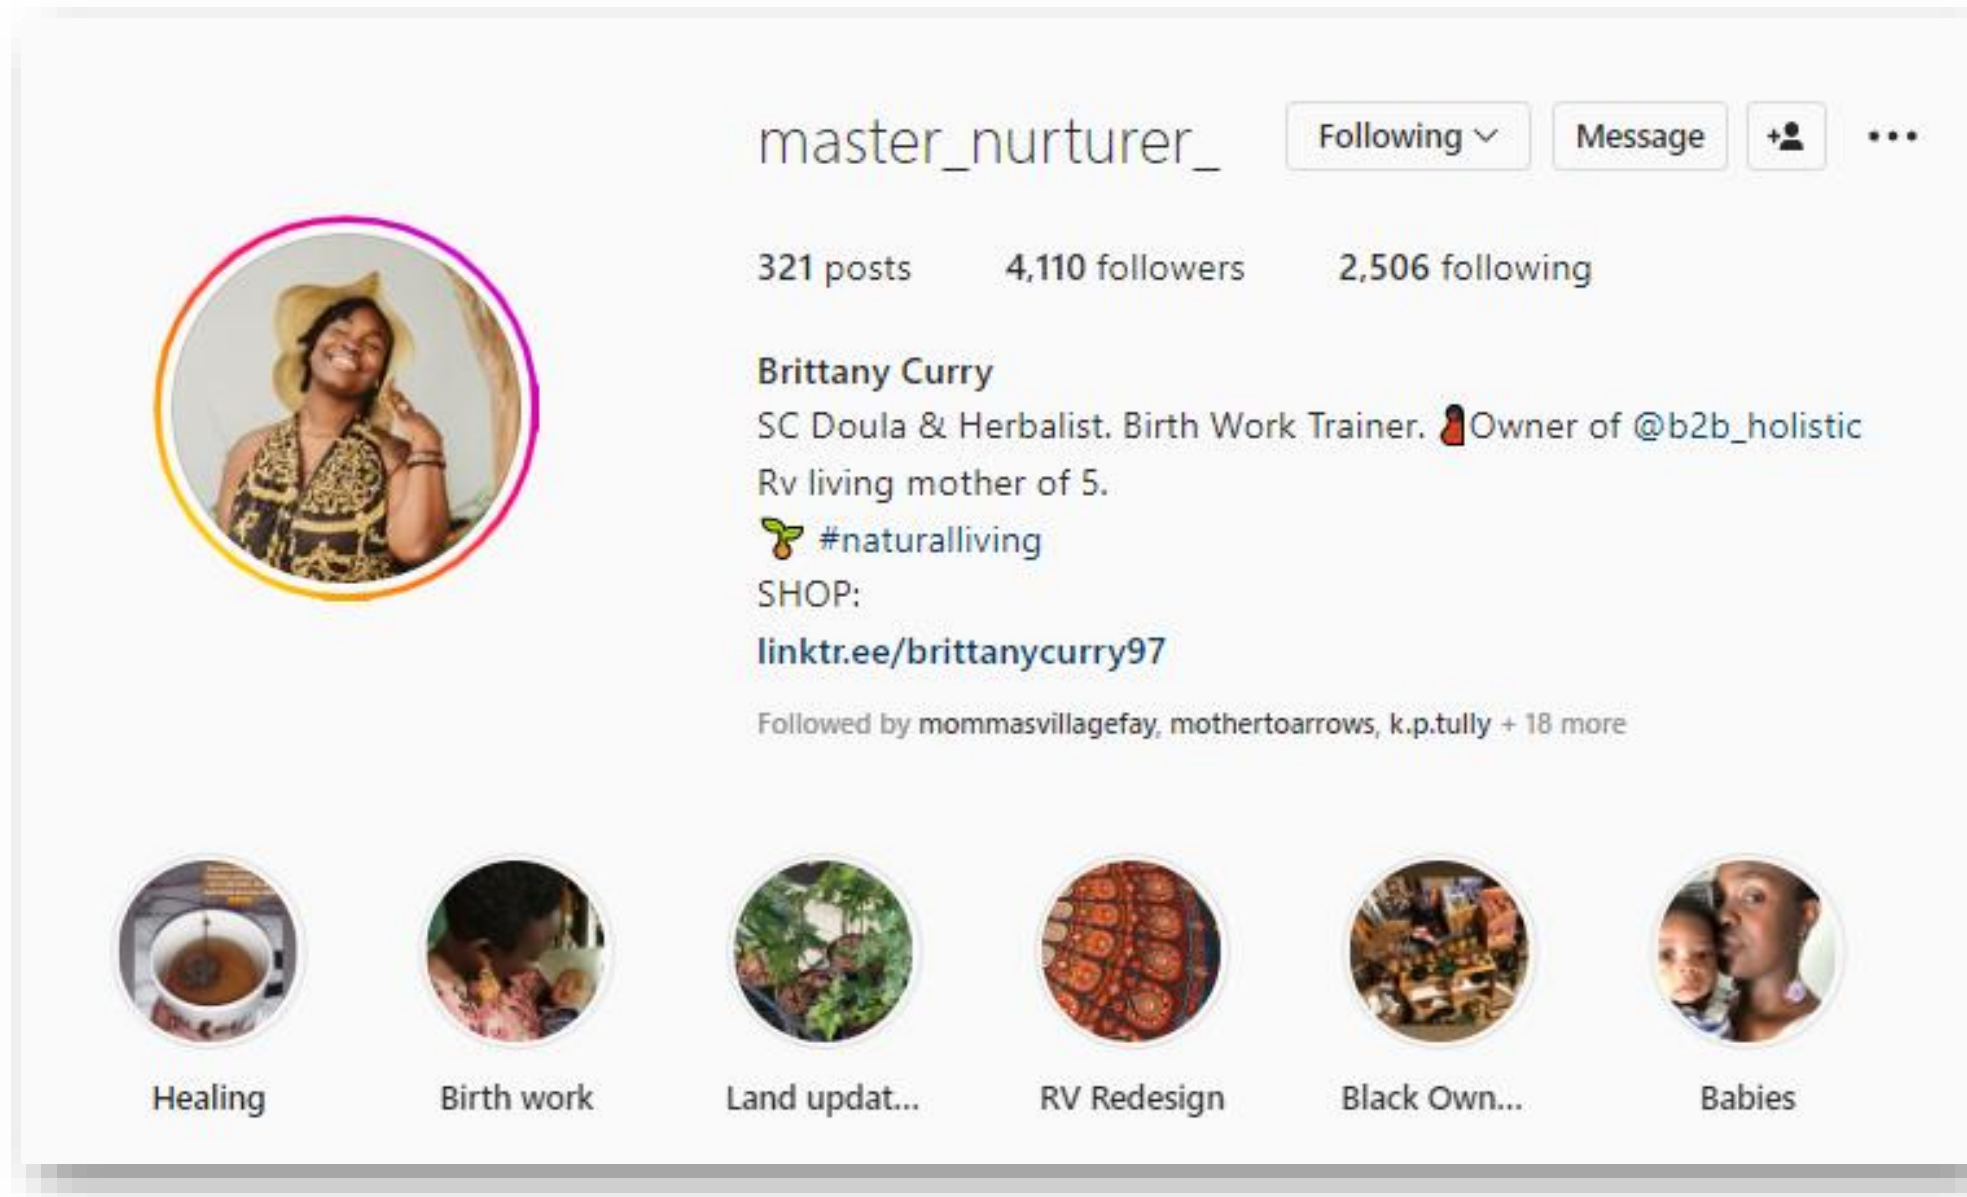 master_nurturer_ Following Message
321 posts 4,110 followers 2,506 following
Brittany Curry
SC Doula & Herbalist. Birth Work Trainer. Owner of @b2b_holistic
Rv living mother of 5.
#naturalliving
SHOP:
linktr.ee/brittanycurry97
Followed by mommasvillagefay, mothertoarrows, k.p.tully + 18 more
Healing Birth work Land updat... RV Redesign Black Own... Babies